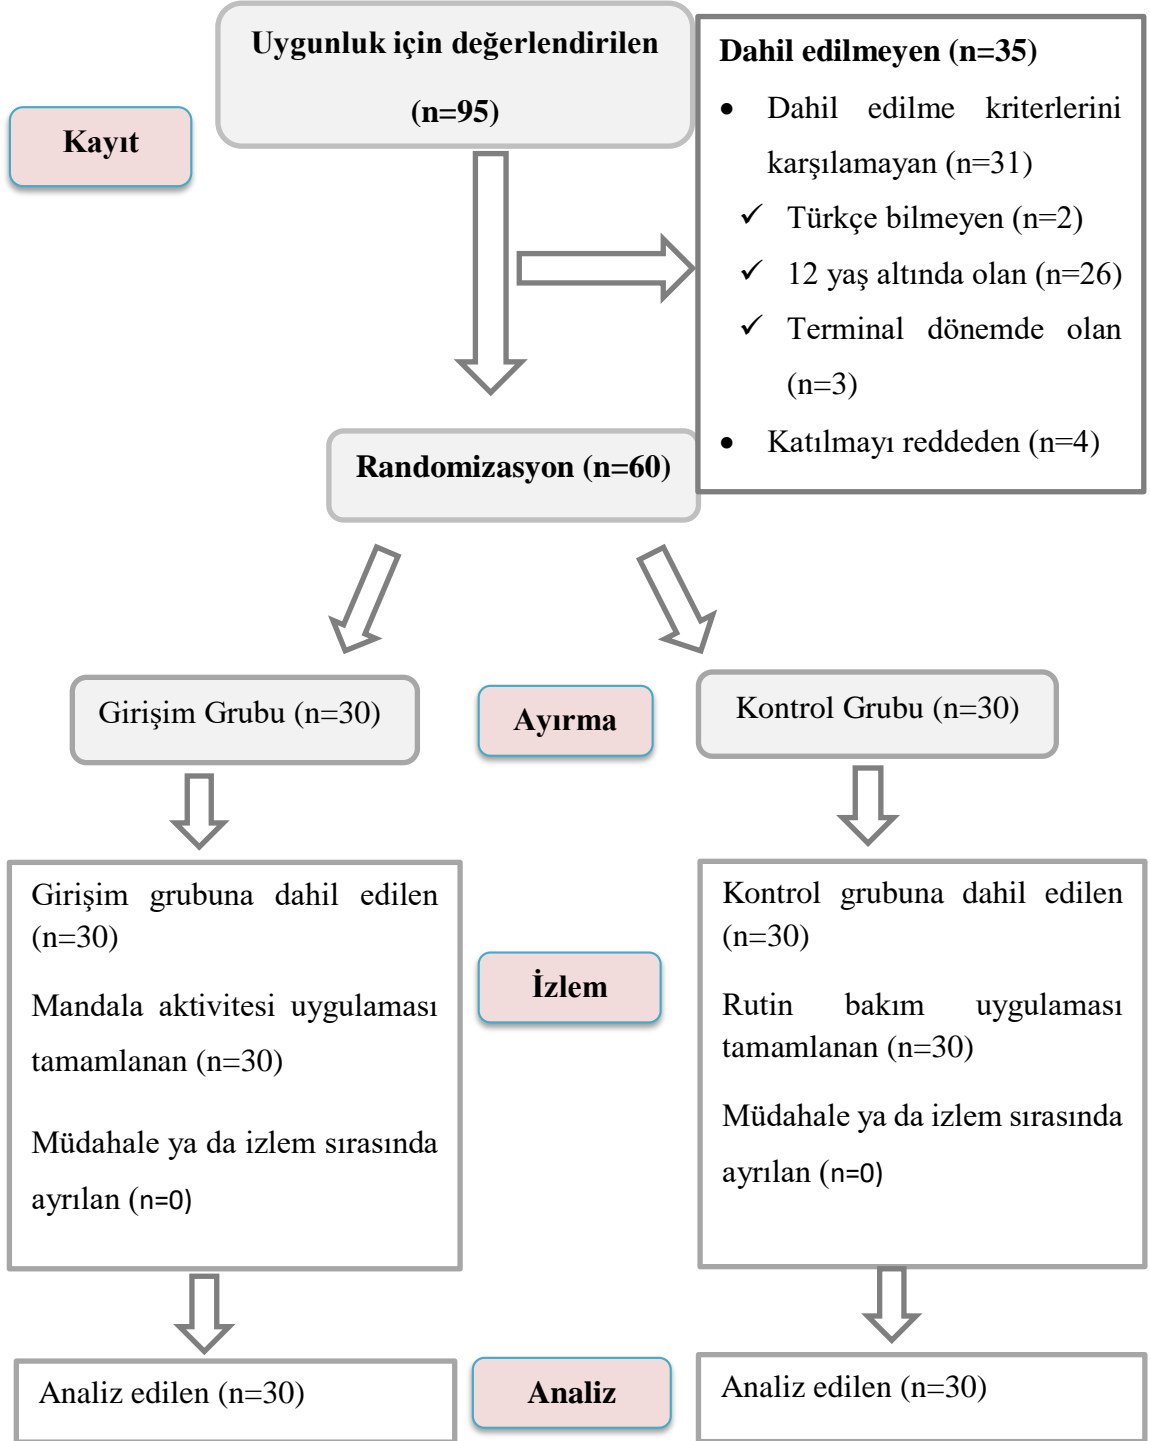 Uygunluk için değerlendirilen
(n=95)
Kayıt
Dahil edilmeyen (n=35)
• Dahil edilme kriterlerini
karşılamayan (n=31)
✓ Türkçe bilmeyen (n=2)
✓ 12 yaş altında olan (n=26)
✓ Terminal dönemde olan
(n=3)
• Katılmayı reddeden (n=4)
Randomizasyon (n=60)
Girişim Grubu (n=30)
Ayırma
Kontrol Grubu (n=30)
Girişim grubuna dahil edilen
(n=30)
Mandala aktivitesi uygulaması
tamamlanan (n=30)
Müdahale ya da izlem sırasında
ayrılan (n=0)
İzlem
Kontrol grubuna dahil edilen
(n=30)
Rutin bakım uygulaması
tamamlanan (n=30)
Müdahale ya da izlem sırasında
ayrılan (n=0)
Analiz edilen (n=30)
Analiz
Analiz edilen (n=30)